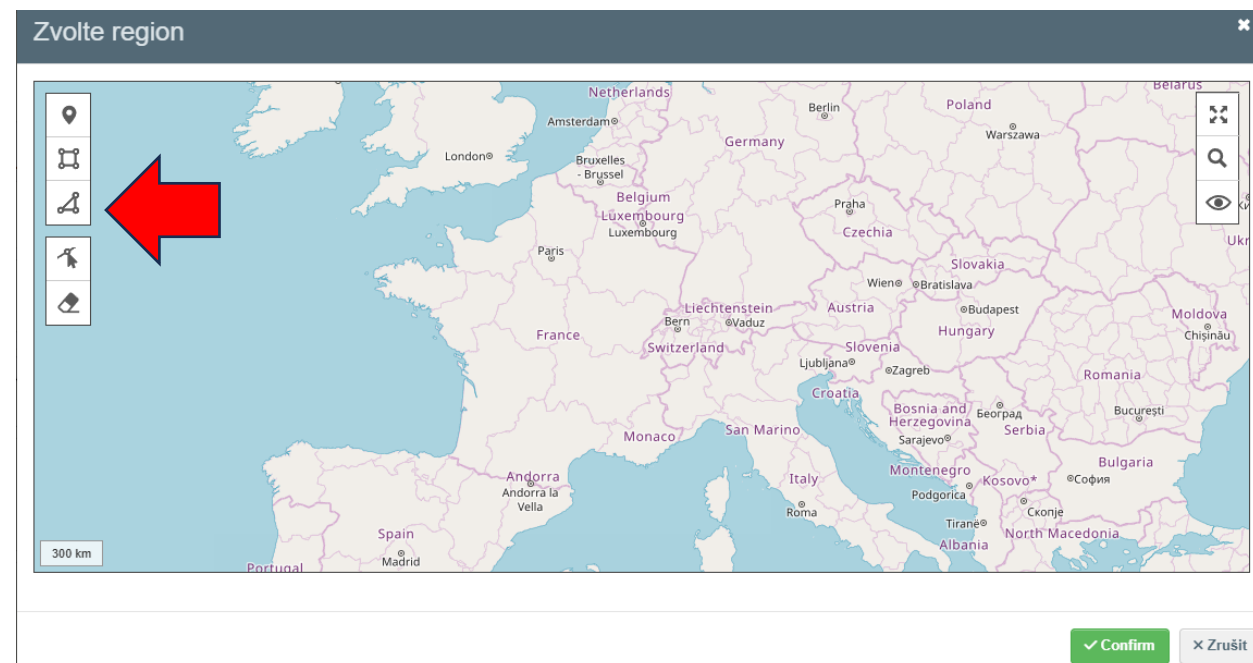 Zvolte region
Netherlands
Belarus
Berlin
Poland
Amsterdam
Warszawa
Germany
London
Bruxelles
- Brussel
Belgium
Praha
Luxembourg
Luxembourg
Czechia
Ukr
Paris
Slovakia
Wien
Bratislava
Liechtenstein
Austria
Budapest
Moldova
Bern
Vaduz
Hungary
Chișinău
France
Switzerland
Slovenia
Ljubljana
Zagreb
Romania
Croatia
Bosnia and
Herzegovina
Београд
București
San Marino
Serbia
Monaco
Sarajevo
Bulgaria
Montenegro
Andorra
Italy
Kosovo*
София
Andorra la
Vella
Podgorica
Roma
Скопје
Tiranë
Spain
North Macedonia
Albania
300 km
Madrid
Portugal
Confirm
Zrušit